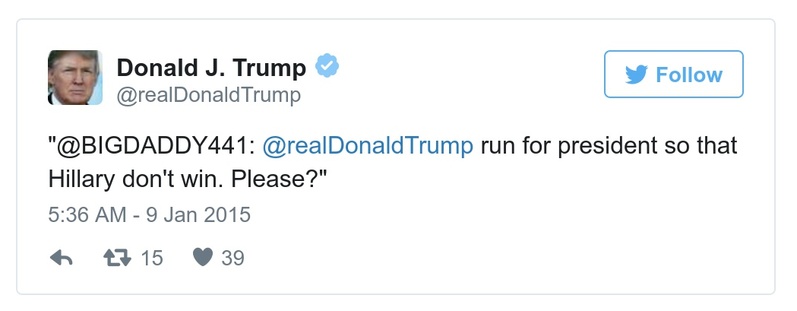 Donald J. Trump
Follow
@realDonaldTrump
"@BIGDADDY441: @realDonaldTrump run for president so that
Hillary don't win. Please?"
5:36 AM - 9 Jan 2015
15 39